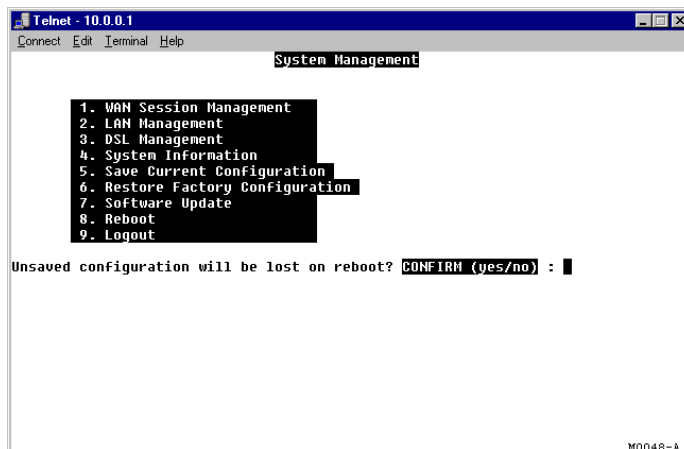 Telnet - 10.0.0.1
Connect Edit Terminal Help
System Management
1. WAN Session Management
2. LAN Management
3. DSL Management
4. System Information
5. Save Current Configuration
6. Restore Factory Configuration
7. Software Update
8. Reboot
9. Logout
Unsaved configuration will be lost on reboot? CONFIRM (yes/no) :
M0048-A